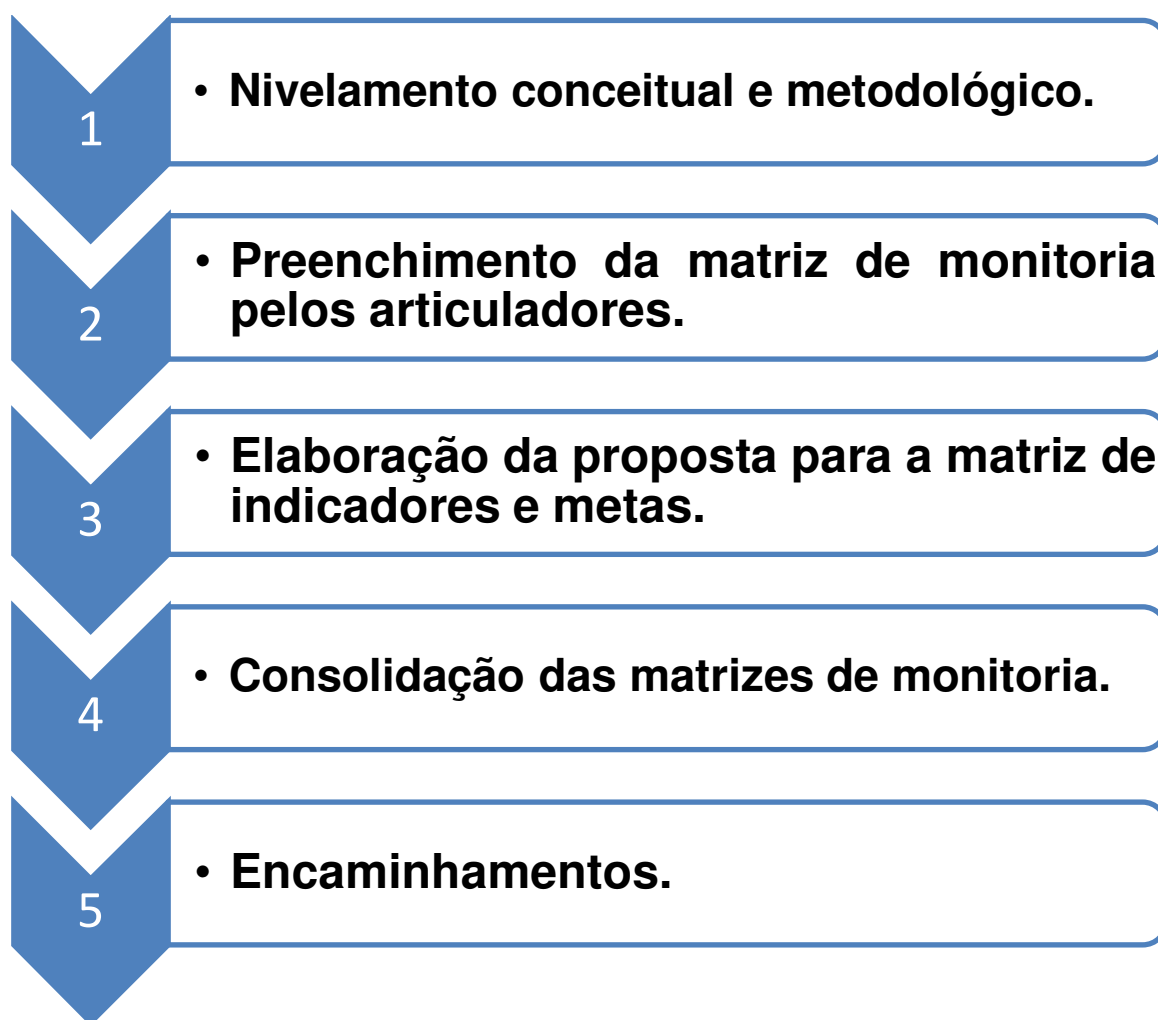 1
• Nivelamento conceitual e metodológico.
2
• Preenchimento da matriz de monitoria
pelos articuladores.
3
• Elaboração da proposta para a matriz de
indicadores e metas.
4
• Consolidação das matrizes de monitoria.
5
• Encaminhamentos.